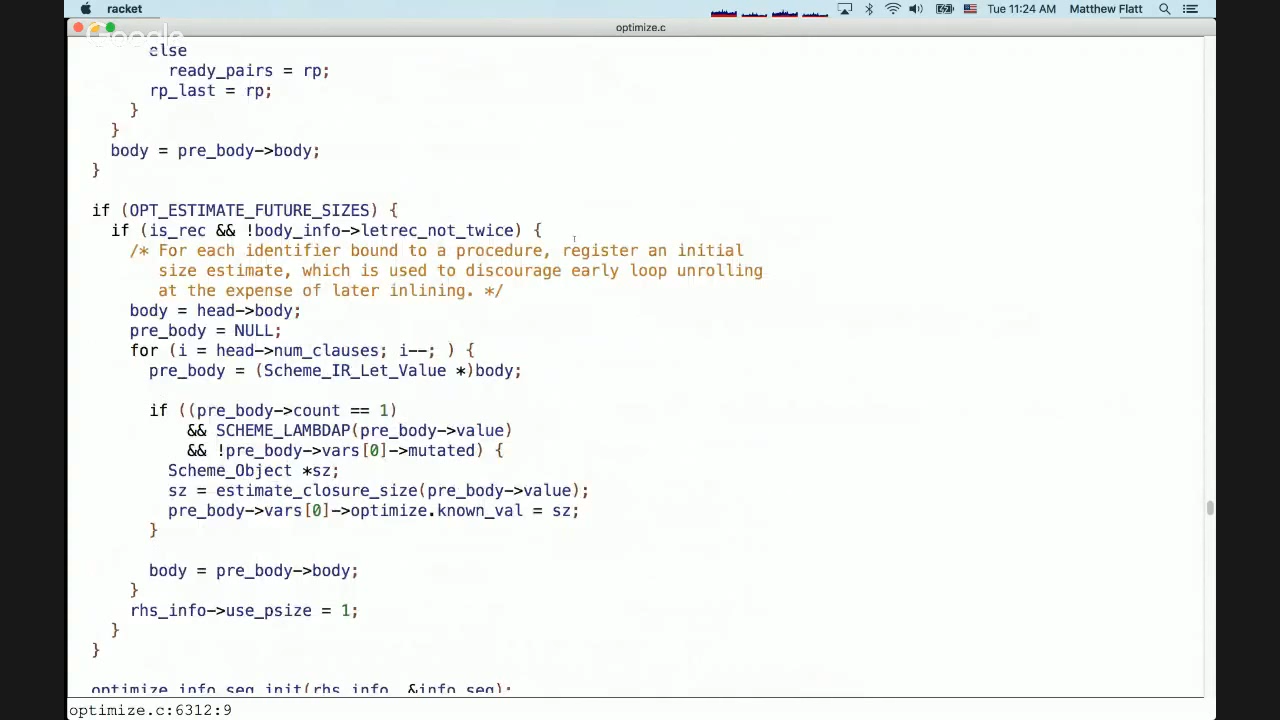 racket
Tue 11:24 AM Matthew Flatt
optimize.c
Google
else
ready_pairs = rp;
rp_last = rp;
}
}
body = pre_body->body;
}
if (OPT_ESTIMATE_FUTURE_SIZES) {
if (is_rec && !body_info->letrec_not_twice) {
/* For each identifier bound to a procedure, register an initial
size estimate, which is used to discourage early loop unrolling
at the expense of later inlining. */
body = head->body;
pre_body = NULL;
for (i = head->num_clauses; i--; ) {
pre_body = (Scheme_IR_Let_Value *)body;
if ((pre_body->count == 1)
&& SCHEME_LAMBDAP(pre_body->value)
&& !pre_body->vars[0]->mutated) {
Scheme_Object *sz;
sz = estimate_closure_size(pre_body->value);
pre_body->vars[0]->optimize.known_val = sz;
}
body = pre_body->body;
}
rhs_info->use_psize = 1;
}
}
optimize_info_seq_init(rhs_info, &info_seq);
optimize.c:6312:9